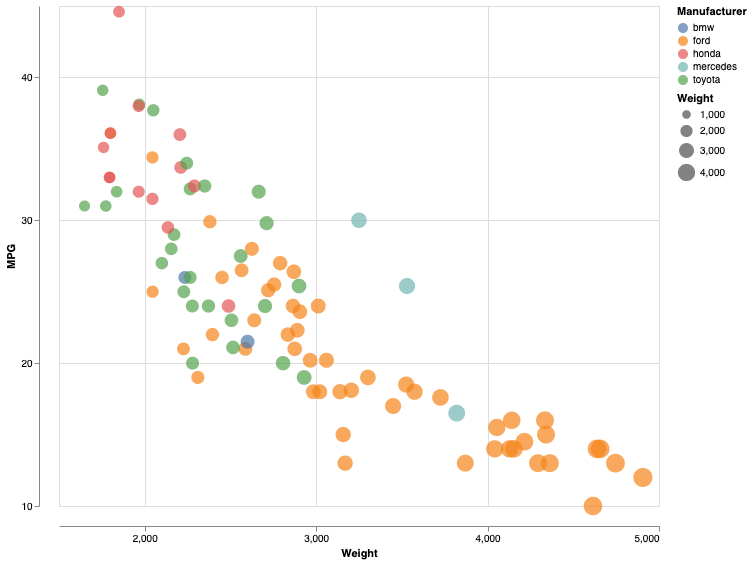 Manufacturer
bmw
ford
honda
mercedes
toyota
Weight
1,000
2,000
3,000
4,000
MPG
40
30
20
10
2,000 3,000 4,000 5,000
Weight